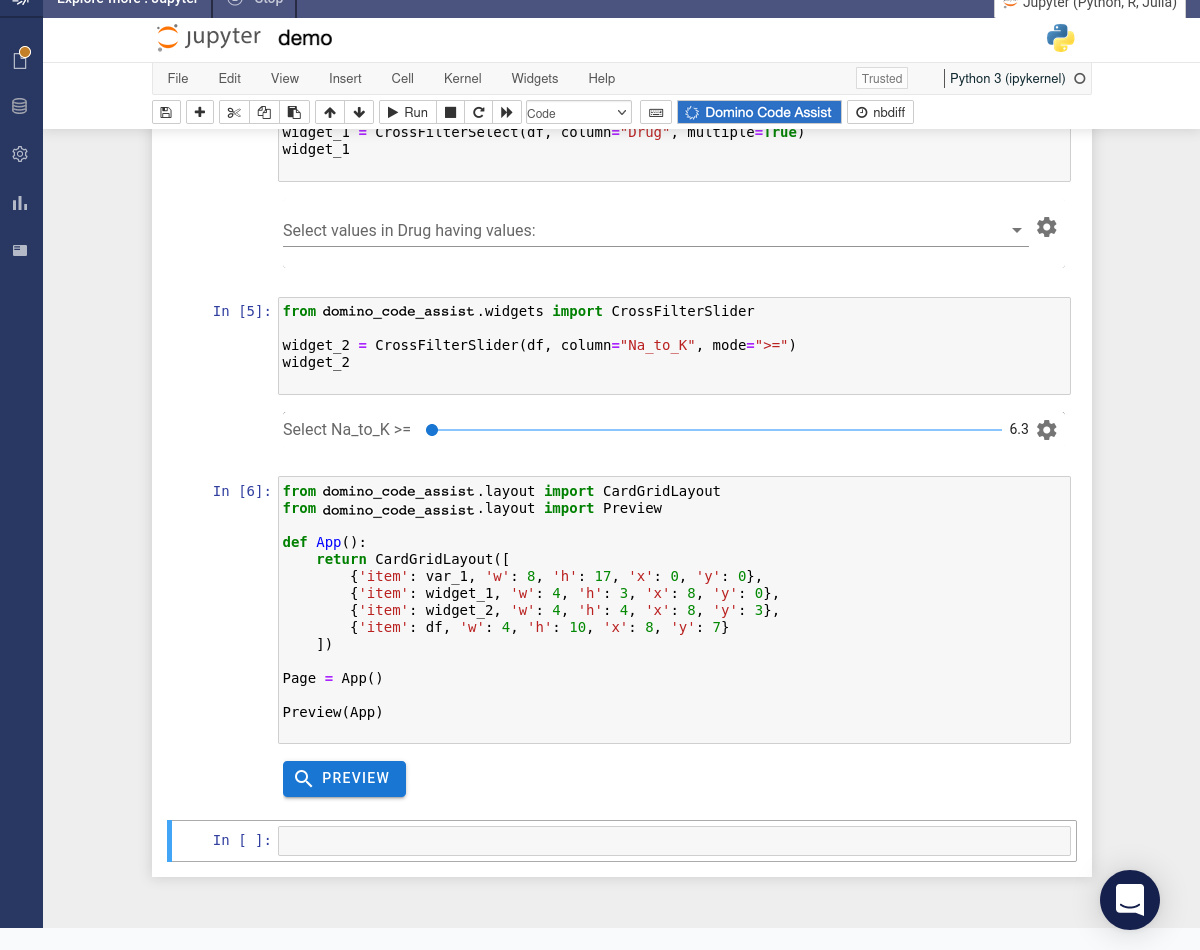 Explore more : Jupyter
Stop
Jupyter (Python, R, Julia)
jupyter demo
File Edit View Insert Cell Kernel Widgets Help
Trusted
Python 3 (ipykernel)
Run
Code
Domino Code Assist
nbdiff
widget_1 = CrossFilterSelect(df, column="Drug", multiple=True)
widget_1
Select values in Drug having values:
In [5]:
from domino_code_assist.widgets import CrossFilterSlider
widget_2 = CrossFilterSlider(df, column="Na_to_K", mode=">=")
widget_2
Select Na_to_K >= 6.3
In [6]:
from domino_code_assist.layout import CardGridLayout
from domino_code_assist.layout import Preview
def App():
    return CardGridLayout([
        {'item': var_1, 'w': 8, 'h': 17, 'x': 0, 'y': 0},
        {'item': widget_1, 'w': 4, 'h': 3, 'x': 8, 'y': 0},
        {'item': widget_2, 'w': 4, 'h': 4, 'x': 8, 'y': 3},
        {'item': df, 'w': 4, 'h': 10, 'x': 8, 'y': 7}
    ])
Page = App()
Preview(App)
PREVIEW
In [ ]: